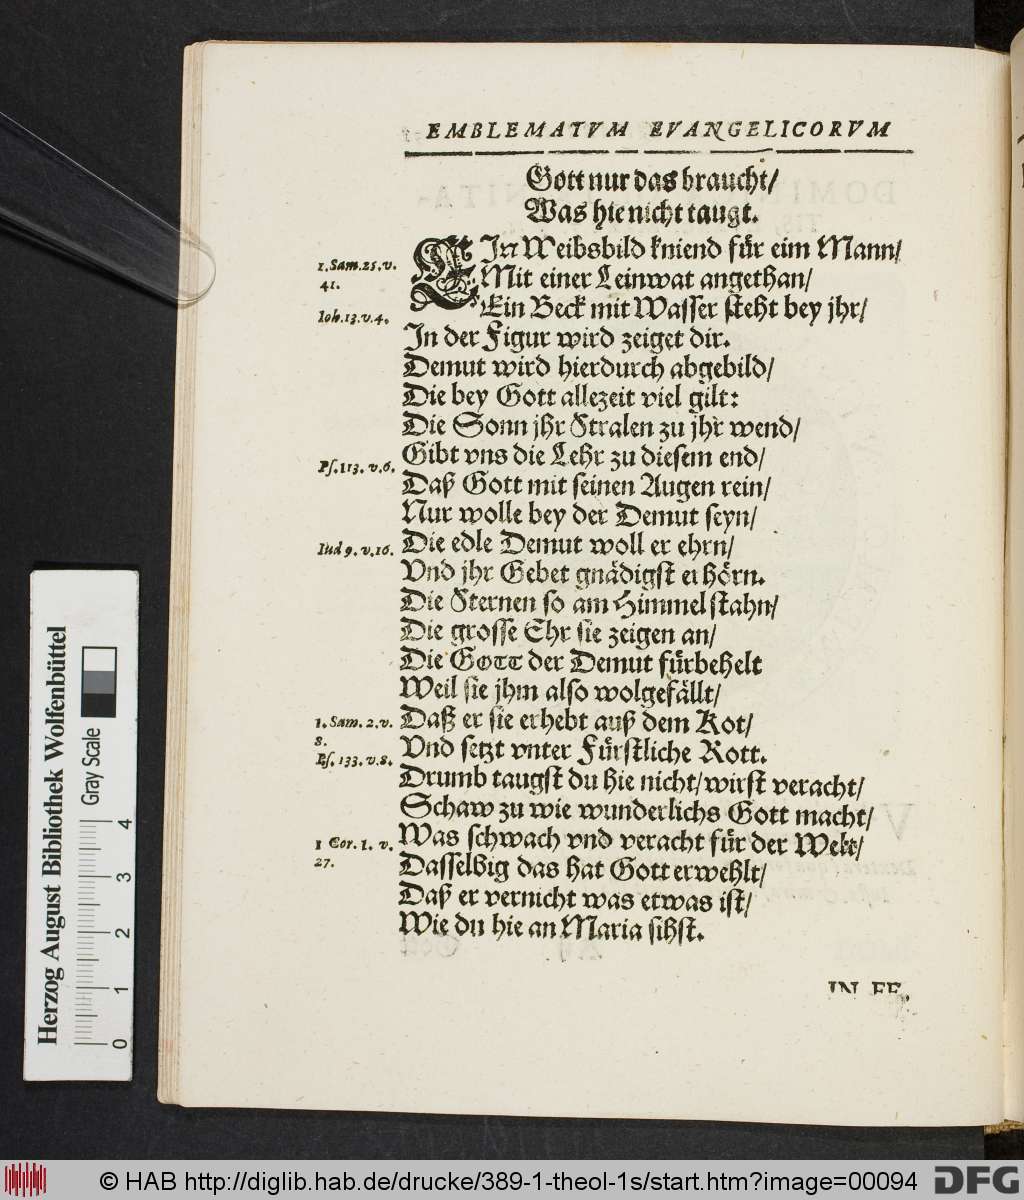 EMBLEMATVM EVANGELICORVM
Gott nur das braucht/
Was hie nicht taugt.
EIn Weibsbild kniend für eim Mann/
1. Sam. 25. v. 41.
Mit einer Leinwat angethan/
Ein Beck mit Wasser steht bey jhr/
Ioh. 13. v. 4.
In der Figur wird zeiget dir.
Demut wird hierdurch abgebild/
Die bey Gott allezeit viel gilt:
Die Sonn jhr Stralen zu jhr wend/
Gibt vns die Lehr zu diesem end/
Ps. 113. v. 6.
Daß Gott mit seinen Augen rein/
Nur wolle bey der Demut seyn/
Iud 9. v. 16.
Die edle Demut woll er ehrn/
Vnd jhr Gebet gnädigst erhörn.
Die Sternen so am Himmel stahn/
Die grosse Ehr sie zeigen an/
Die GOTT der Demut fürbehelt
Weil sie jhm also wolgefällt/
1. Sam. 2. v. 8.
Daß er sie erhebt auß dem Kot/
Vnd setzt vnter Fürstliche Rott.
Ps. 133. v. 8.
Drumb taugst du hie nicht/wirst veracht/
Schaw zu wie wunderlichs Gott macht/
1 Cor. 1. v. 27.
Was schwach vnd veracht für der Welt/
Dasselbig das hat Gott erwehlt/
Daß er vernicht was etwas ist/
Wie du hie an Maria sihst.
IN FE.
Herzog August Bibliothek Wolfenbüttel
Gray Scale
0 1 2 3 4
© HAB http://diglib.hab.de/drucke/389-1-theol-1s/start.htm?image=00094
DFG